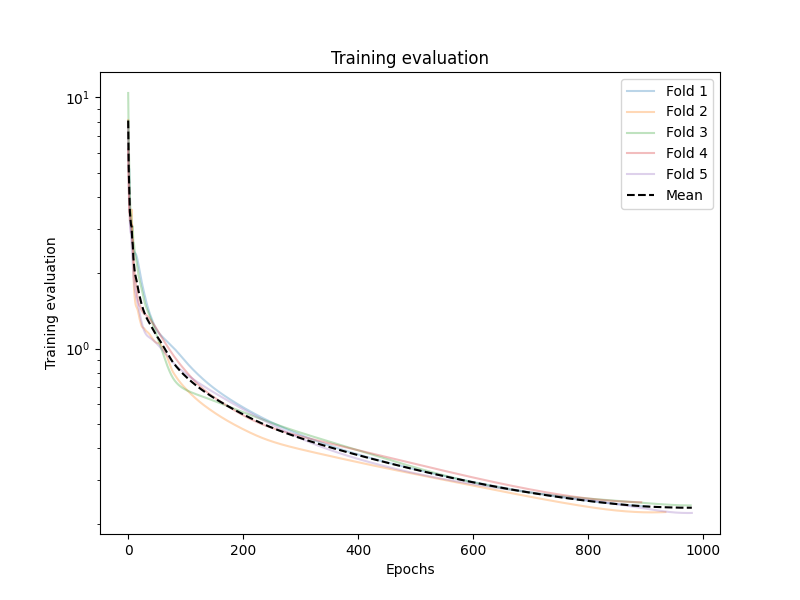 Training evaluation
Training evaluation
10¹
10⁰
Fold 1
Fold 2
Fold 3
Fold 4
Fold 5
Mean
0
200
400
600
800
1000
Epochs